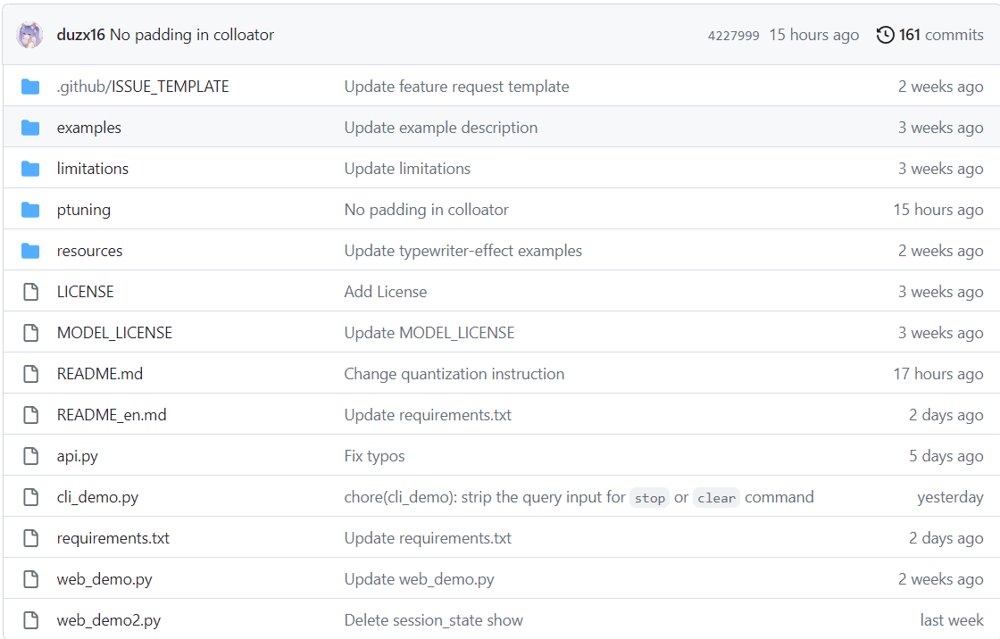 duzx16 No padding in colloator 4227999 15 hours ago 161 commits
.github/ISSUE_TEMPLATE Update feature request template 2 weeks ago
examples Update example description 3 weeks ago
limitations Update limitations 3 weeks ago
ptuning No padding in colloator 15 hours ago
resources Update typewriter-effect examples 2 weeks ago
LICENSE Add License 3 weeks ago
MODEL_LICENSE Update MODEL_LICENSE 3 weeks ago
README.md Change quantization instruction 17 hours ago
README_en.md Update requirements.txt 2 days ago
api.py Fix typos 5 days ago
cli_demo.py chore(cli_demo): strip the query input for stop or clear command yesterday
requirements.txt Update requirements.txt 2 days ago
web_demo.py Update web_demo.py 2 weeks ago
web_demo2.py Delete session_state show last week